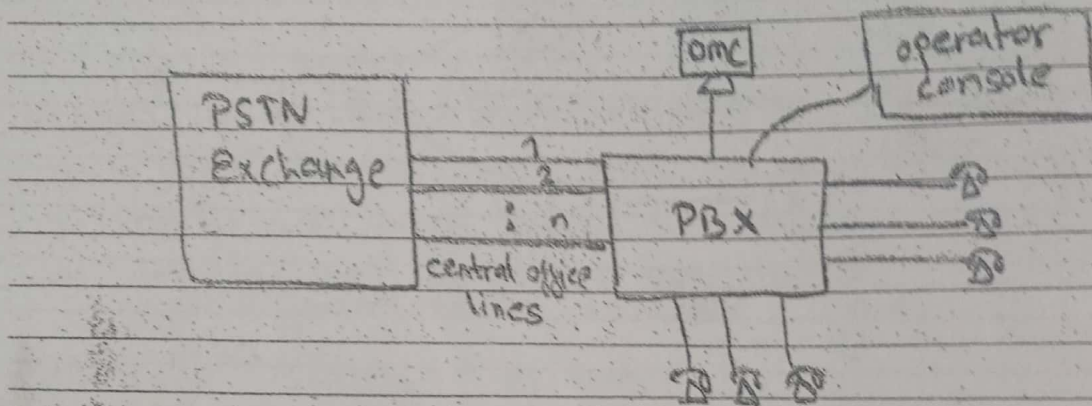 omc
operator
console
PSTN
Exchange
1
2
: n
PBX
central office
lines